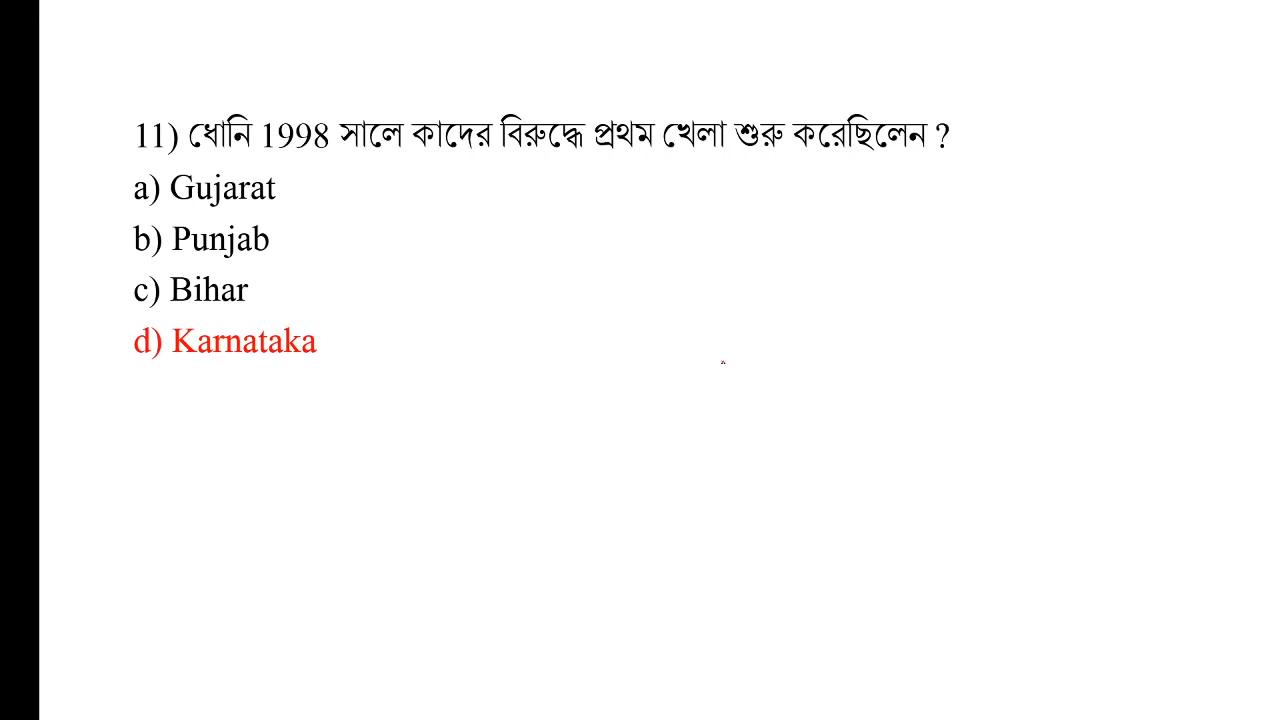 11) ধোনি 1998 সালে কাদের বিরুদ্ধে প্রথম খেলা শুরু করেছিলেন ?
a) Gujarat
b) Punjab
c) Bihar
d) Karnataka